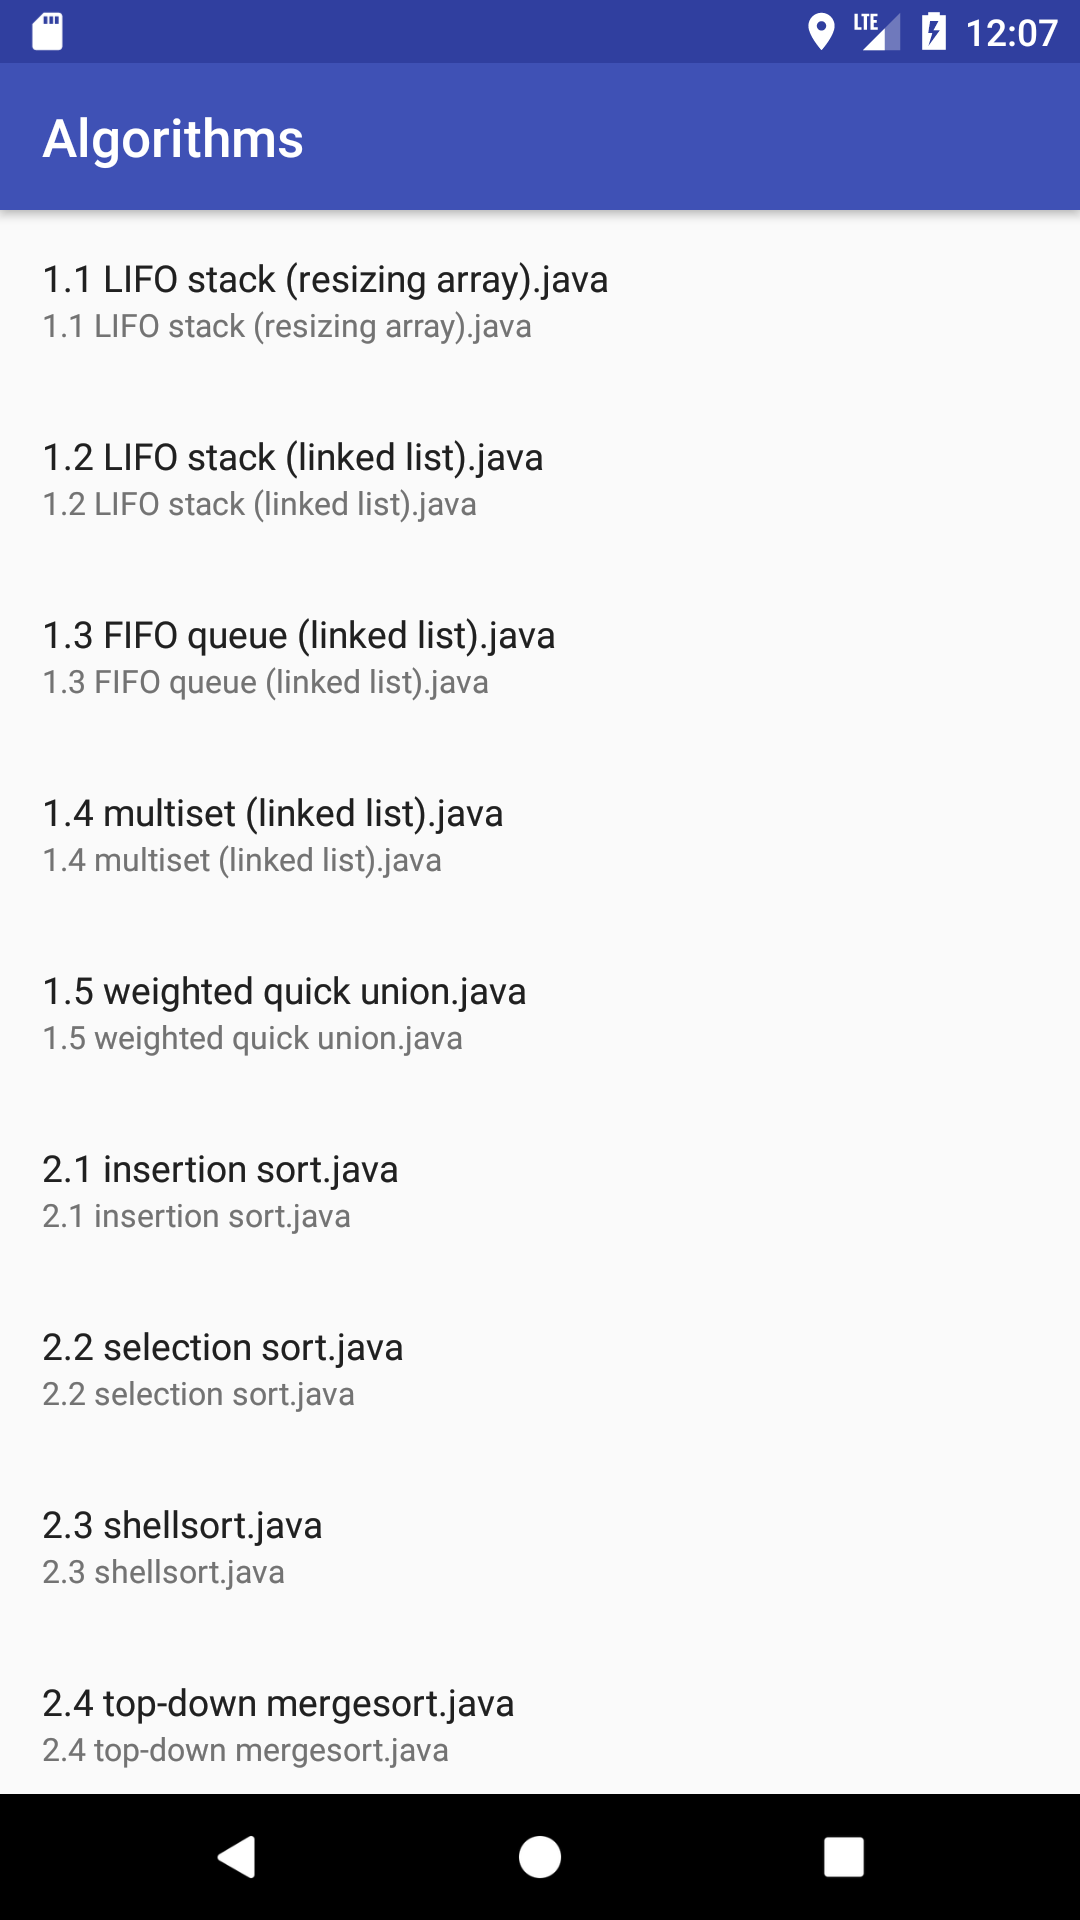 LTE 12:07
Algorithms
1.1 LIFO stack (resizing array).java
1.1 LIFO stack (resizing array).java
1.2 LIFO stack (linked list).java
1.2 LIFO stack (linked list).java
1.3 FIFO queue (linked list).java
1.3 FIFO queue (linked list).java
1.4 multiset (linked list).java
1.4 multiset (linked list).java
1.5 weighted quick union.java
1.5 weighted quick union.java
2.1 insertion sort.java
2.1 insertion sort.java
2.2 selection sort.java
2.2 selection sort.java
2.3 shellsort.java
2.3 shellsort.java
2.4 top-down mergesort.java
2.4 top-down mergesort.java